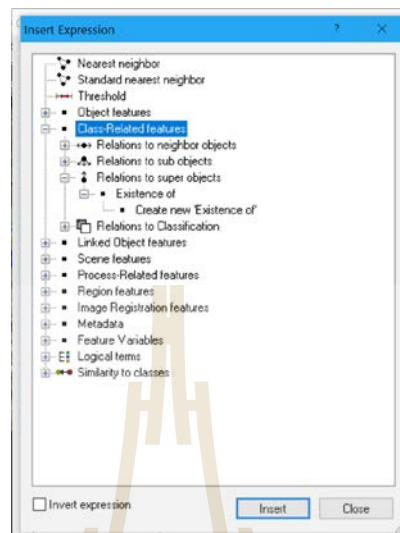 Insert Expression
Nearest neighbor
Standard nearest neighbor
Threshold
Object features
Class-Related features
Relations to neighbor objects
Relations to sub objects
Relations to super objects
Existence of
Create new 'Existence of'
Relations to Classification
Linked Object features
Scene features
Process-Related features
Region features
Image Registration features
Metadata
Feature Variables
Logical terms
Similarity to classes
Invert expression
Insert
Close